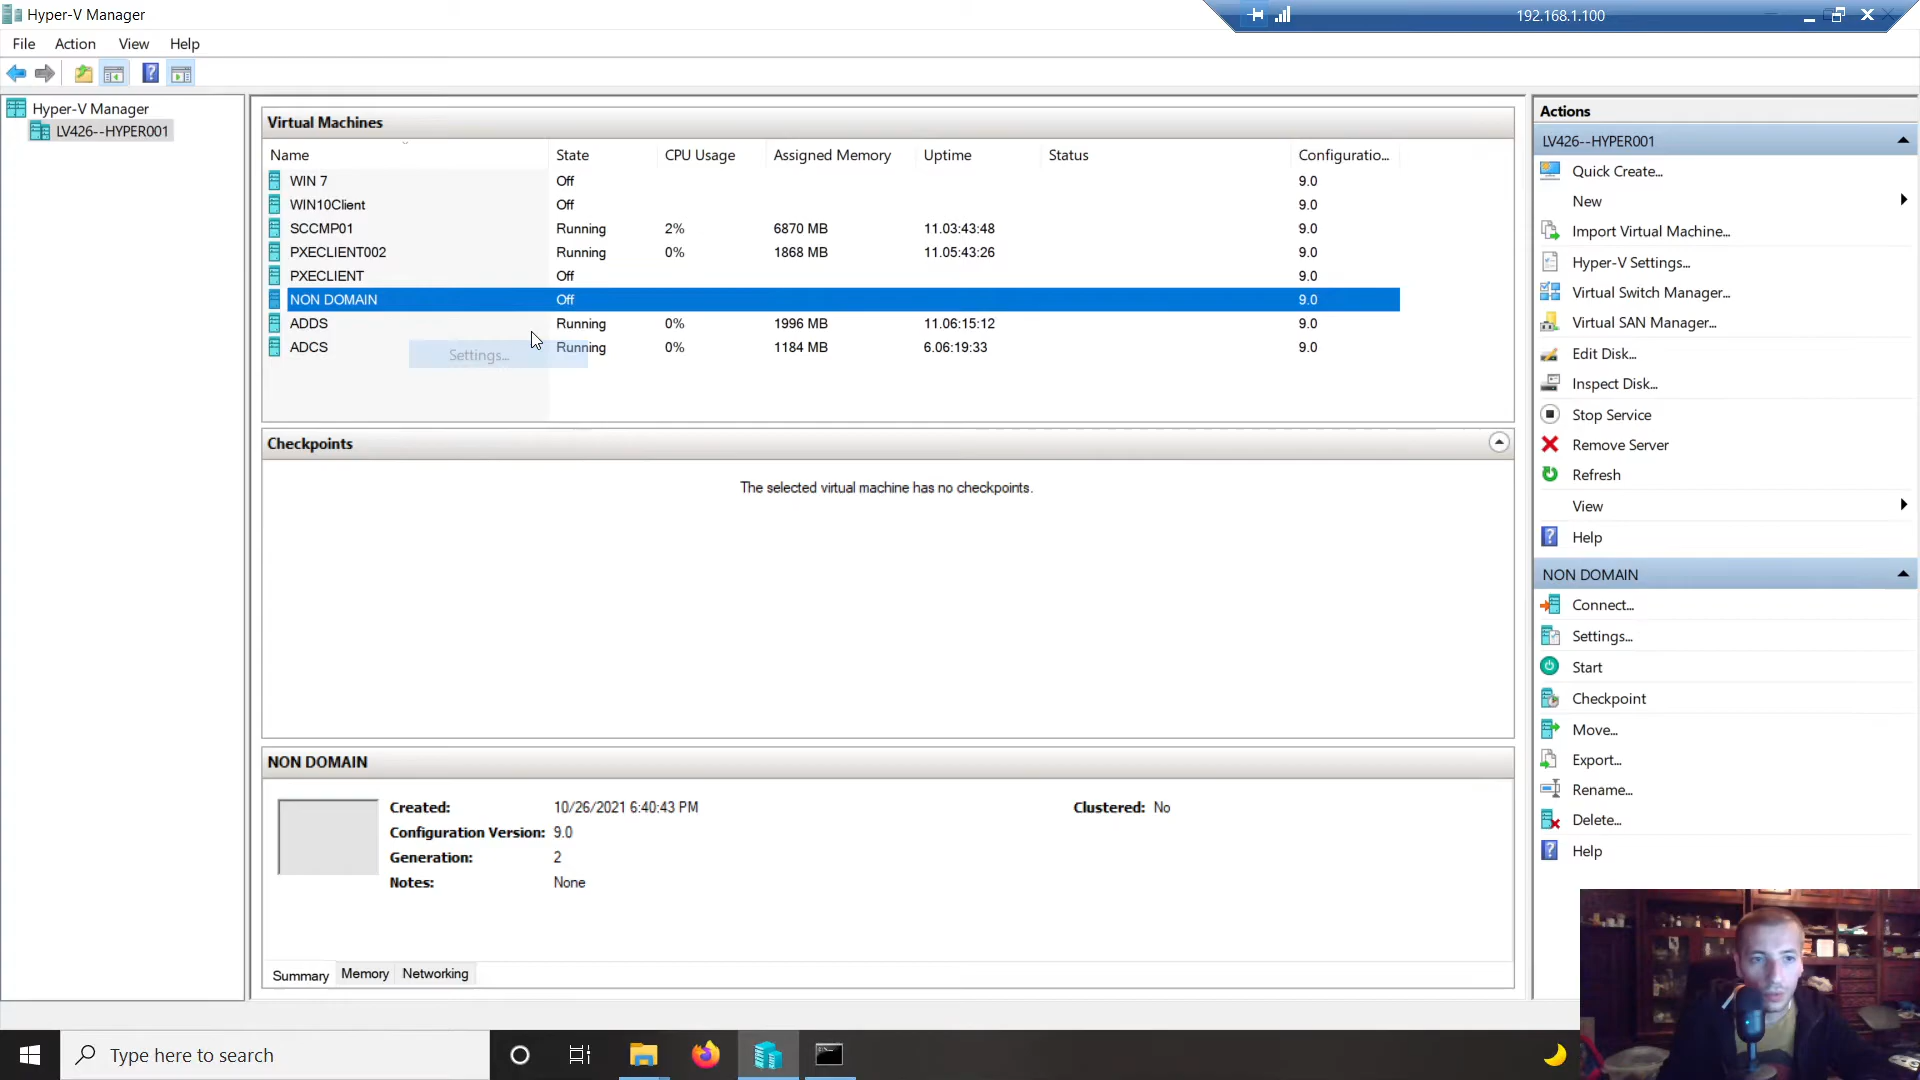 Hyper-V Manager
192.168.1.100
File Action View Help
Hyper-V Manager
LV426--HYPER001
Virtual Machines
Name State CPU Usage Assigned Memory Uptime Status Configuratio...
WIN 7 Off 9.0
WIN10Client Off 9.0
SCCMP01 Running 2% 6870 MB 11.03:43:48 9.0
PXECLIENT002 Running 0% 1868 MB 11.05:43:26 9.0
PXECLIENT Off 9.0
NON DOMAIN Off 9.0
ADDS Running 0% 1996 MB 11.06:15:12 9.0
ADCS Running 0% 1184 MB 6.06:19:33 9.0
Settings...
Checkpoints
The selected virtual machine has no checkpoints.
NON DOMAIN
Created: 10/26/2021 6:40:43 PM Clustered: No
Configuration Version: 9.0
Generation: 2
Notes: None
Summary Memory Networking
Actions
LV426--HYPER001
Quick Create...
New
Import Virtual Machine...
Hyper-V Settings...
Virtual Switch Manager...
Virtual SAN Manager...
Edit Disk...
Inspect Disk...
Stop Service
Remove Server
Refresh
View
Help
NON DOMAIN
Connect...
Settings...
Start
Checkpoint
Move...
Export...
Rename...
Delete...
Help
Type here to search